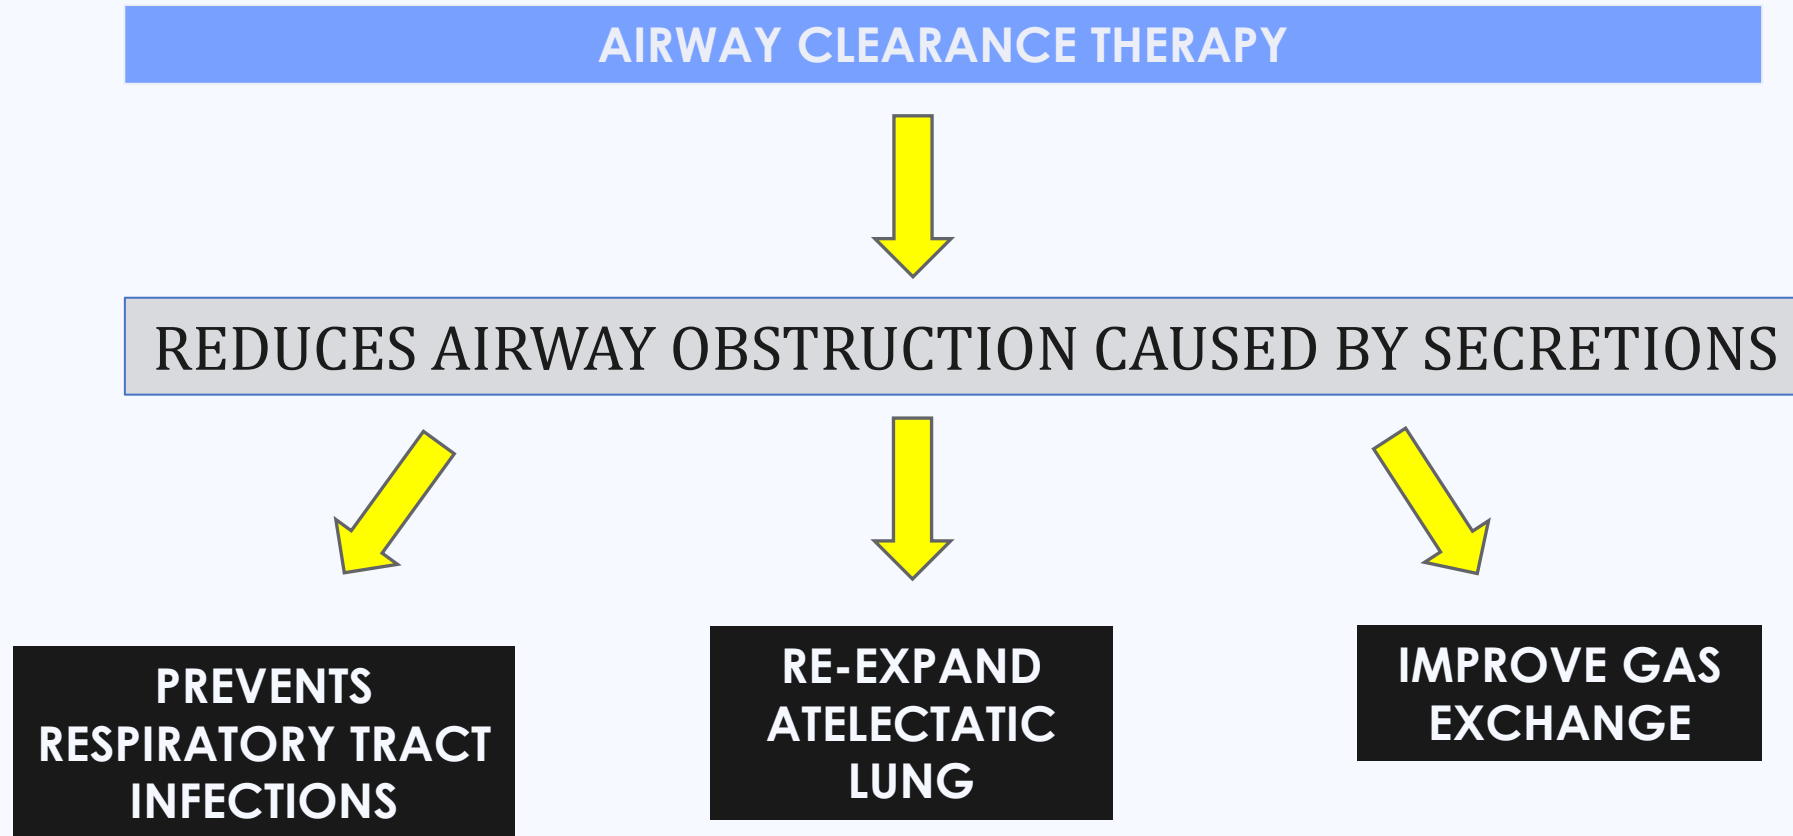 AIRWAY CLEARANCE THERAPY
REDUCES AIRWAY OBSTRUCTION CAUSED BY SECRETIONS
PREVENTS
RESPIRATORY TRACT
INFECTIONS
RE-EXPAND
ATELECTATIC
LUNG
IMPROVE GAS
EXCHANGE